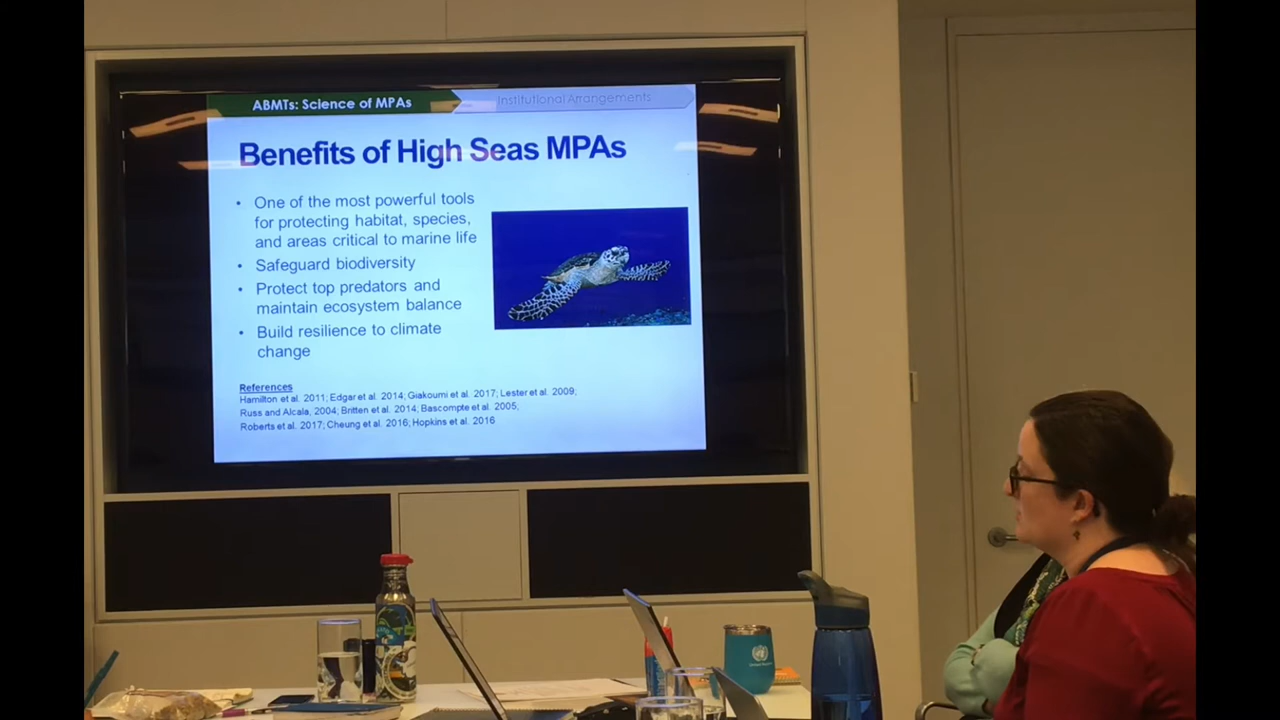 ABMTs: Science of MPAs
Institutional Arrangements
Benefits of High Seas MPAs
• One of the most powerful tools
for protecting habitat, species,
and areas critical to marine life
• Safeguard biodiversity
• Protect top predators and
maintain ecosystem balance
• Build resilience to climate
change
References
Hamilton et al. 2011; Edgar et al. 2014; Giakoumi et al. 2017; Lester et al. 2009;
Russ and Alcala, 2004; Britten et al. 2014; Bascompte et al. 2005,
Roberts et al. 2017; Cheung et al. 2016; Hopkins et al. 2016